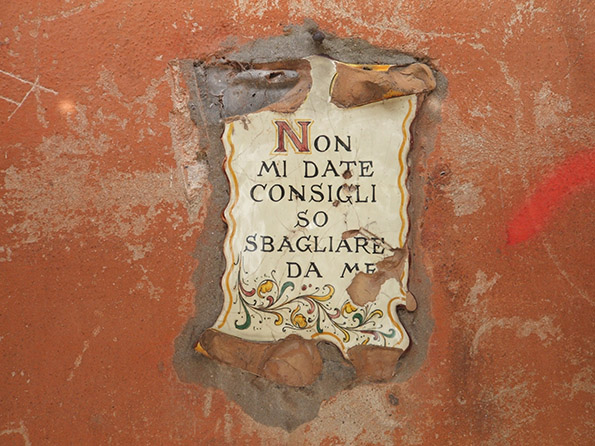 NON
MI DATE
CONSIGLI
SO
SBAGLIARE
DA ME